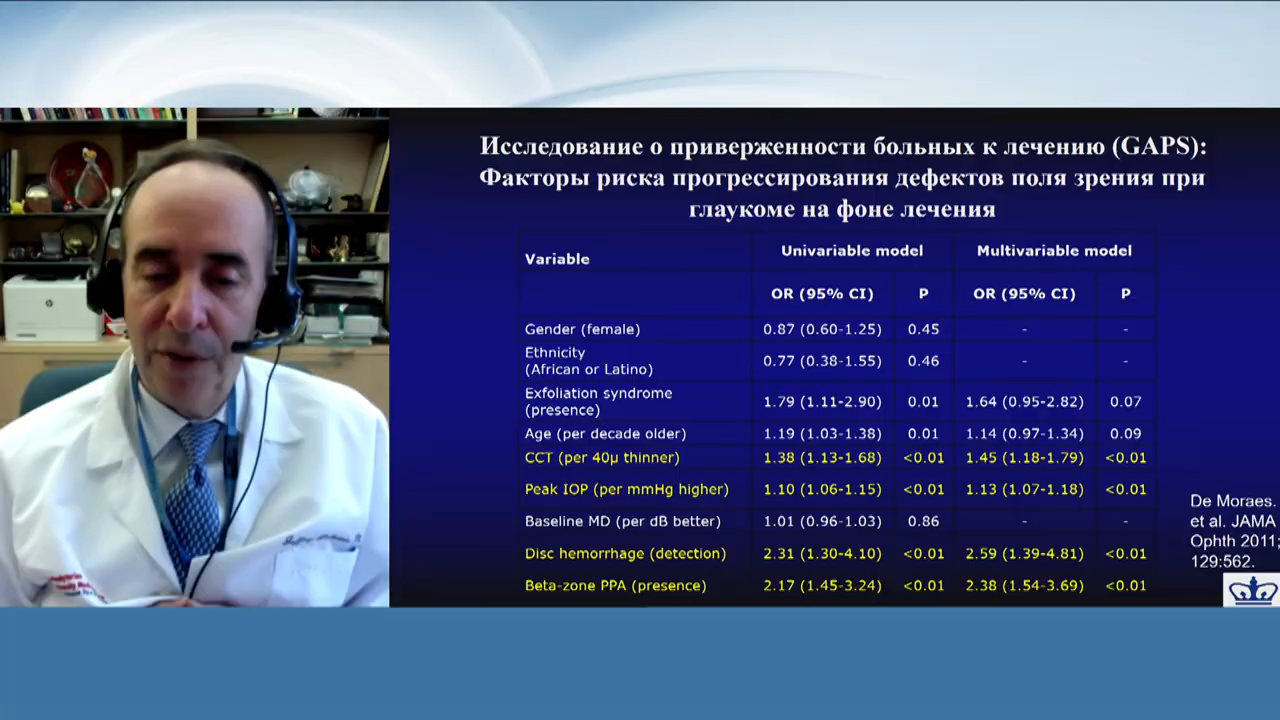 Исследование о приверженности больных к лечению (GAPS):
Факторы риска прогрессирования дефектов поля зрения при
глаукоме на фоне лечения
Variable Univariable model Multivariable model
OR (95% CI) P OR (95% CI) P
Gender (female) 0.87 (0.60-1.25) 0.45 - -
Ethnicity
(African or Latino) 0.77 (0.38-1.55) 0.46 - -
Exfoliation syndrome
(presence) 1.79 (1.11-2.90) 0.01 1.64 (0.95-2.82) 0.07
Age (per decade older) 1.19 (1.03-1.38) 0.01 1.14 (0.97-1.34) 0.09
CCT (per 40μ thinner) 1.38 (1.13-1.68) <0.01 1.45 (1.18-1.79) <0.01
Peak IOP (per mmHg higher) 1.10 (1.06-1.15) <0.01 1.13 (1.07-1.18) <0.01
Baseline MD (per dB better) 1.01 (0.96-1.03) 0.86 - -
Disc hemorrhage (detection) 2.31 (1.30-4.10) <0.01 2.59 (1.39-4.81) <0.01
Beta-zone PPA (presence) 2.17 (1.45-3.24) <0.01 2.38 (1.54-3.69) <0.01
De Moraes.
et al. JAMA
Ophth 2011;
129:562.